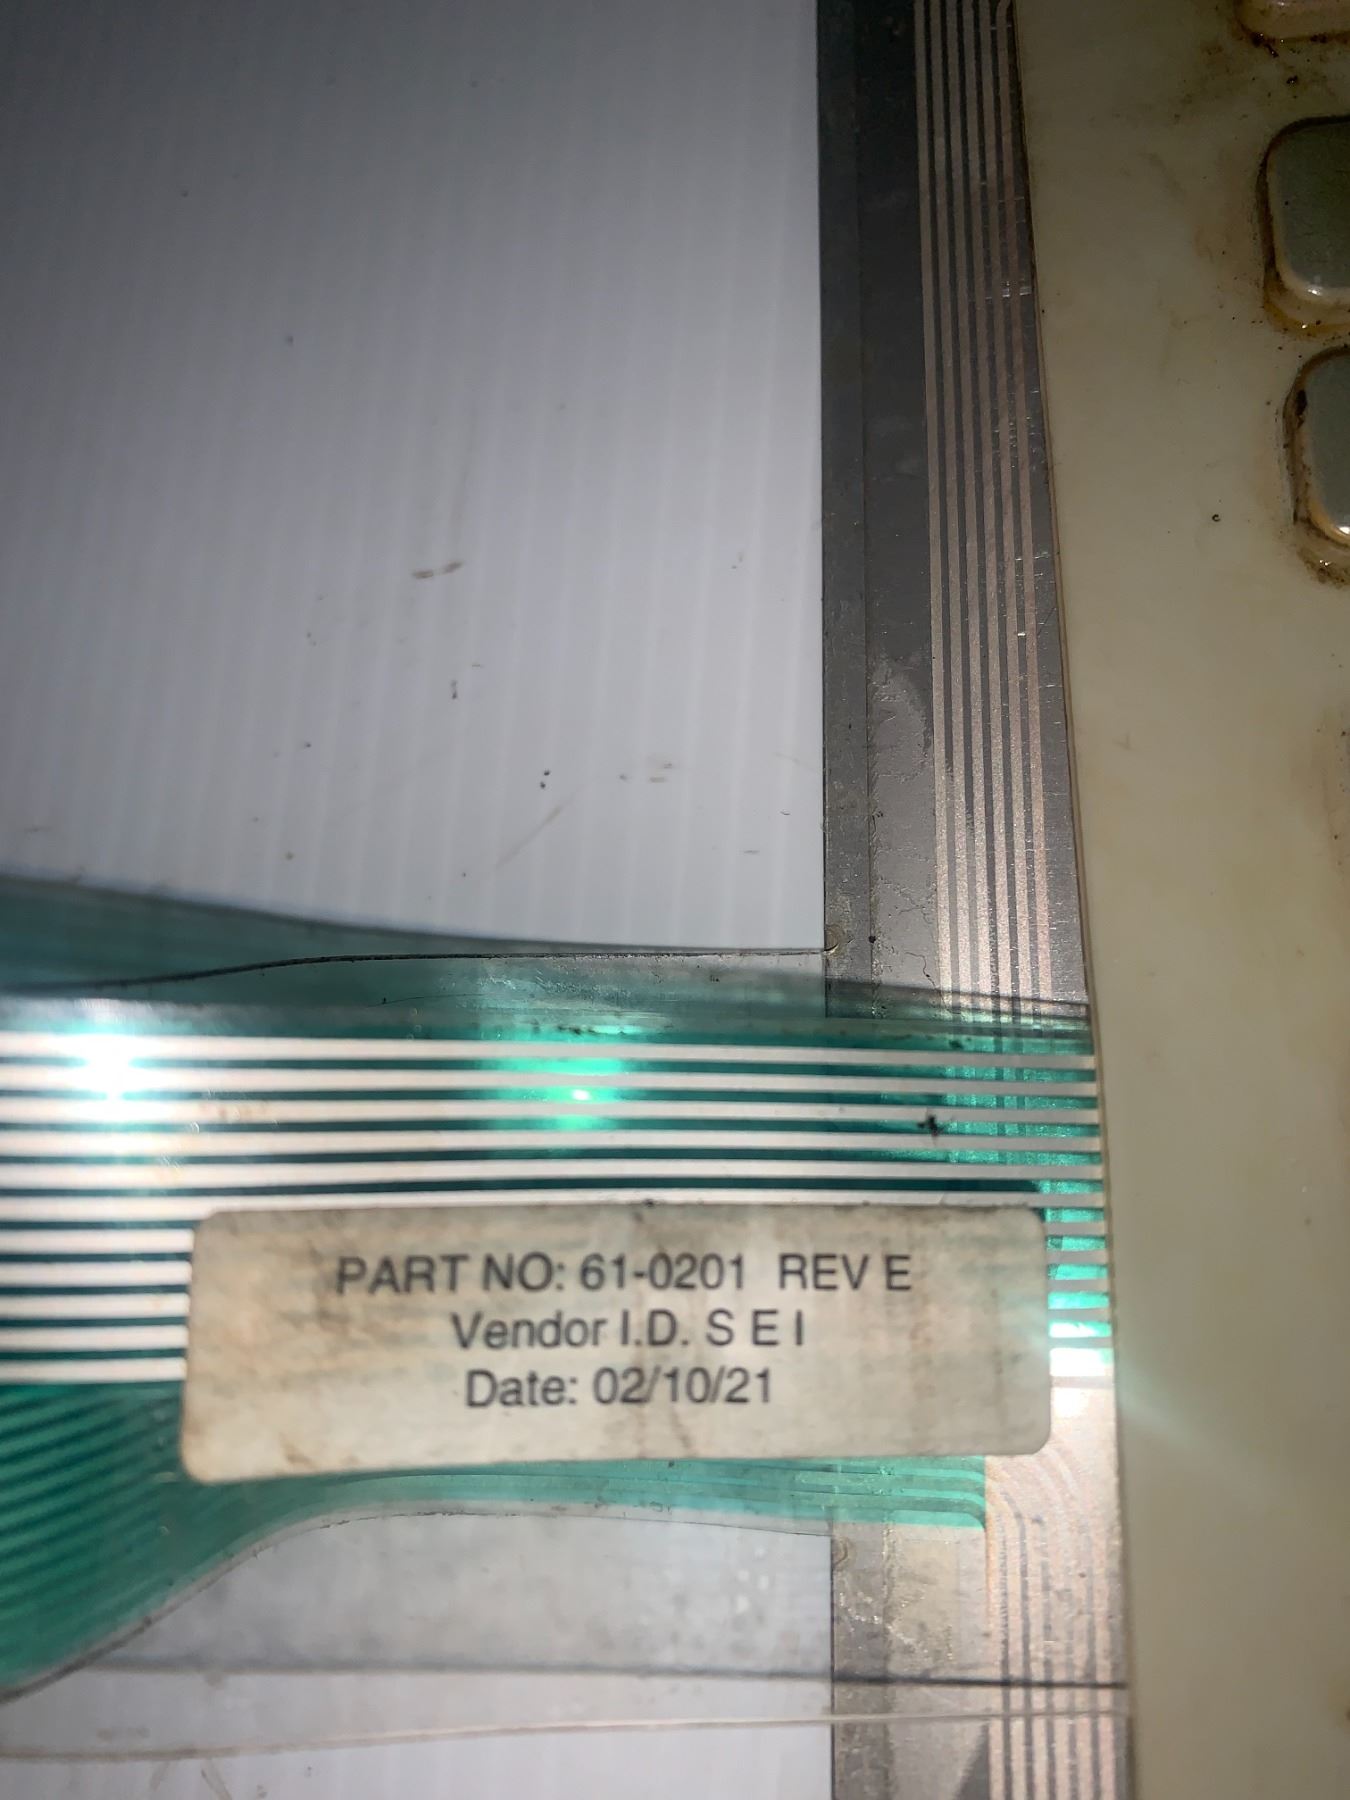 PART NO: 61-0201 REV E
Vendor I.D. S E I
Date: 02/10/21